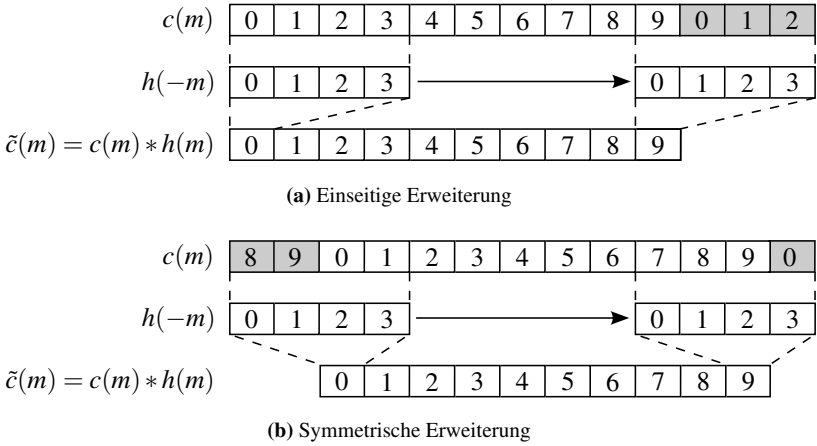 c(m) 0 1 2 3 4 5 6 7 8 9 0 1 2
h(−m) 0 1 2 3 0 1 2 3
c̃(m) = c(m) ∗ h(m) 0 1 2 3 4 5 6 7 8 9
(a) Einseitige Erweiterung
c(m) 8 9 0 1 2 3 4 5 6 7 8 9 0
h(−m) 0 1 2 3 0 1 2 3
c̃(m) = c(m) ∗ h(m) 0 1 2 3 4 5 6 7 8 9
(b) Symmetrische Erweiterung